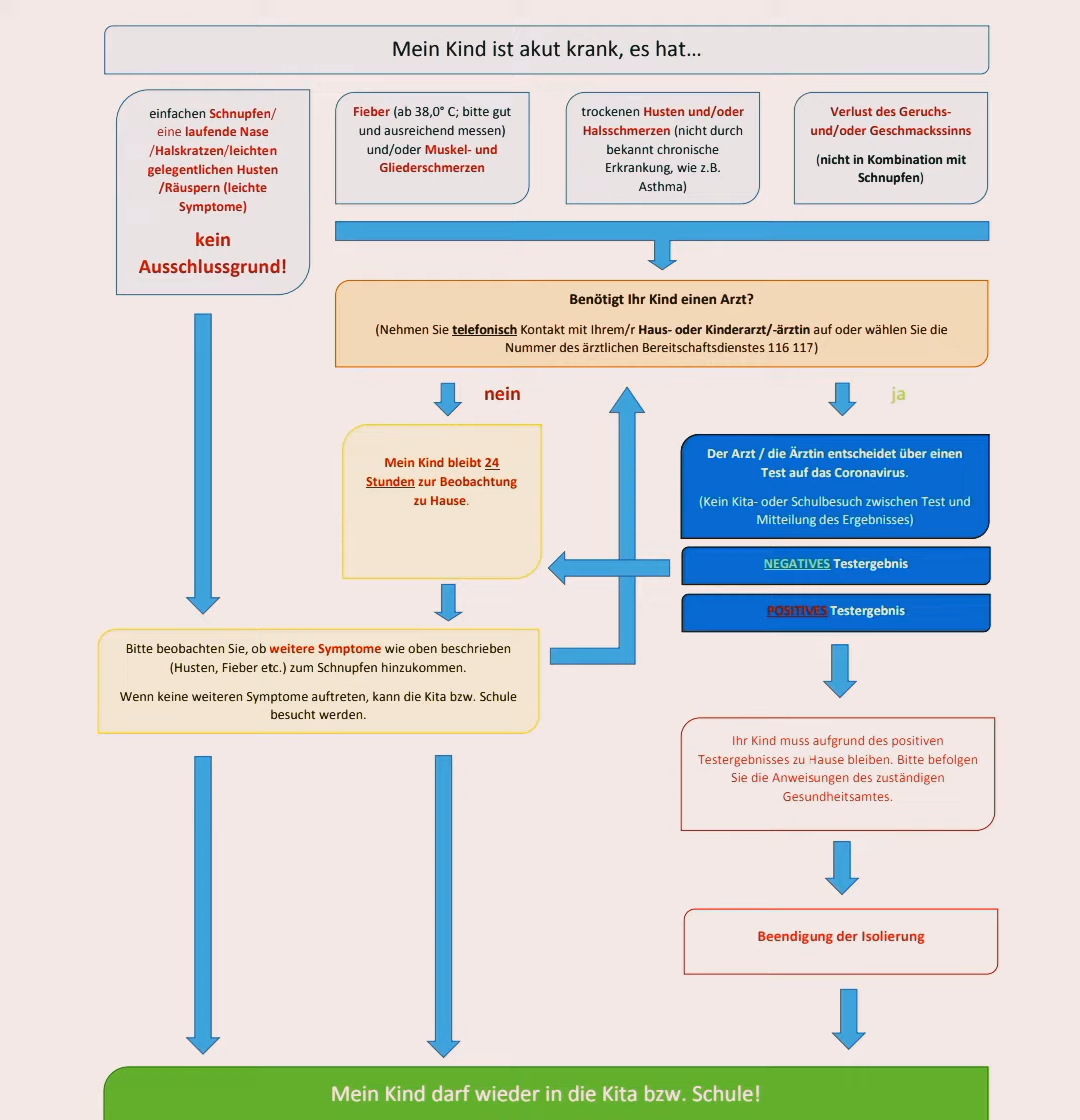 Mein Kind ist akut krank, es hat...
einfachen Schnupfen/
eine laufende Nase
/Halskratzen/leichten
gelegentlichen Husten
/Räuspern (leichte
Symptome)
kein
Ausschlussgrund!
Fieber (ab 38,0° C; bitte gut
und ausreichend messen)
und/oder Muskel- und
Gliederschmerzen
trockenen Husten und/oder
Halsschmerzen (nicht durch
bekannt chronische
Erkrankung, wie z.B.
Asthma)
Verlust des Geruchs-
und/oder Geschmackssinns
(nicht in Kombination mit
Schnupfen)
Benötigt Ihr Kind einen Arzt?
(Nehmen Sie telefonisch Kontakt mit Ihrem/r Haus- oder Kinderarzt/-ärztin auf oder wählen Sie die
Nummer des ärztlichen Bereitschaftsdienstes 116 117)
nein
ja
Mein Kind bleibt 24
Stunden zur Beobachtung
zu Hause.
Der Arzt / die Ärztin entscheidet über einen
Test auf das Coronavirus.
(Kein Kita- oder Schulbesuch zwischen Test und
Mitteilung des Ergebnisses)
NEGATIVES Testergebnis
POSITIVES Testergebnis
Bitte beobachten Sie, ob weitere Symptome wie oben beschrieben
(Husten, Fieber etc.) zum Schnupfen hinzukommen.
Wenn keine weiteren Symptome auftreten, kann die Kita bzw. Schule
besucht werden.
Ihr Kind muss aufgrund des positiven
Testergebnisses zu Hause bleiben. Bitte befolgen
Sie die Anweisungen des zuständigen
Gesundheitsamtes.
Beendigung der Isolierung
Mein Kind darf wieder in die Kita bzw. Schule!